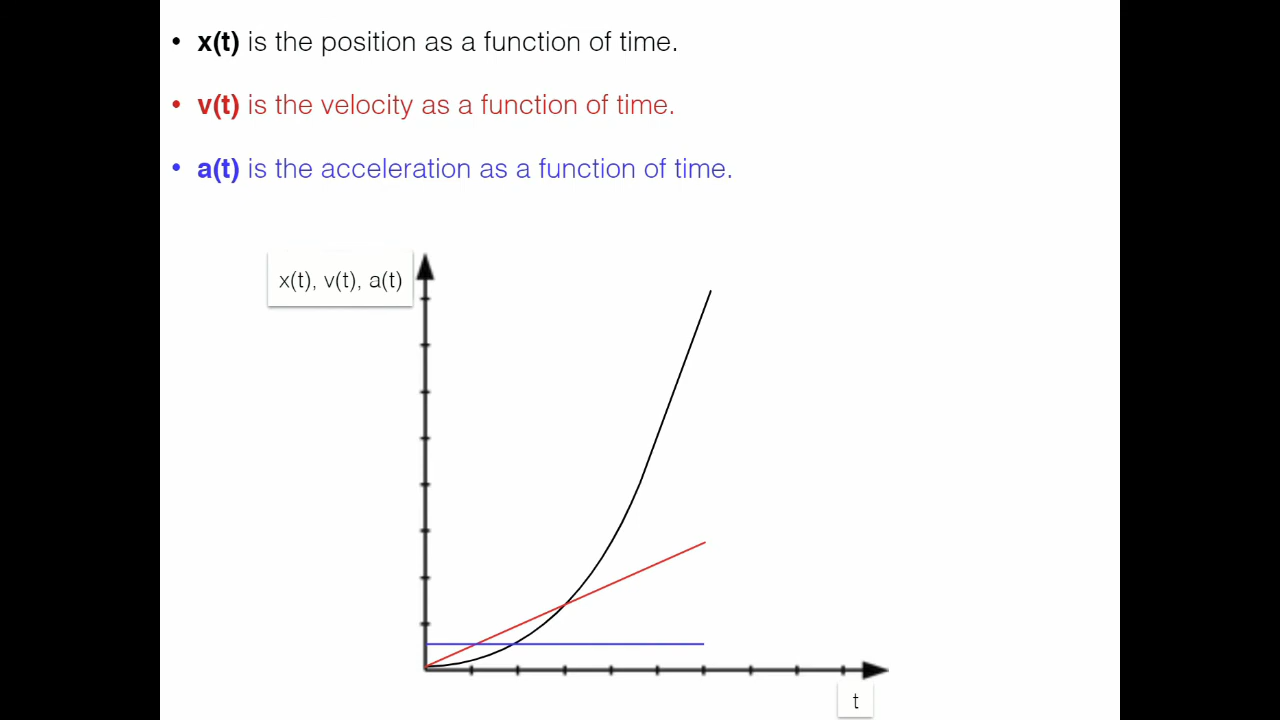 • x(t) is the position as a function of time.
• v(t) is the velocity as a function of time.
• a(t) is the acceleration as a function of time.
x(t), v(t), a(t)
t